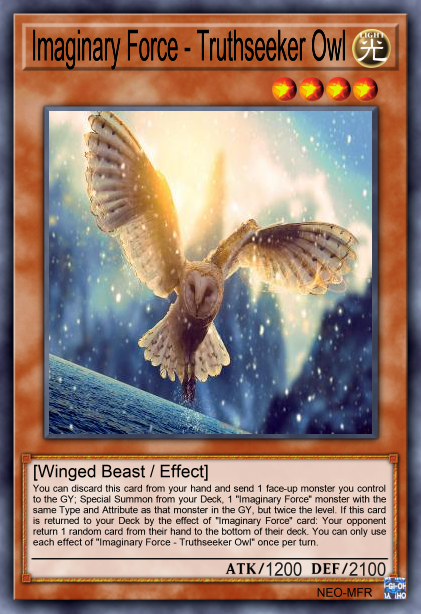 Imaginary Force - Truthseeker Owl
LIGHT
光
[Winged Beast / Effect]
You can discard this card from your hand and send 1 face-up monster you control
to the GY; Special Summon from your Deck, 1 "Imaginary Force" monster with the
same Type and Attribute as that monster in the GY, but twice the level. If this card
is returned to your Deck by the effect of "Imaginary Force" card: Your opponent
return 1 random card from their hand to the bottom of their deck. You can only use
each effect of "Imaginary Force - Truthseeker Owl" once per turn.
ATK/1200 DEF/2100
NEO-MFR